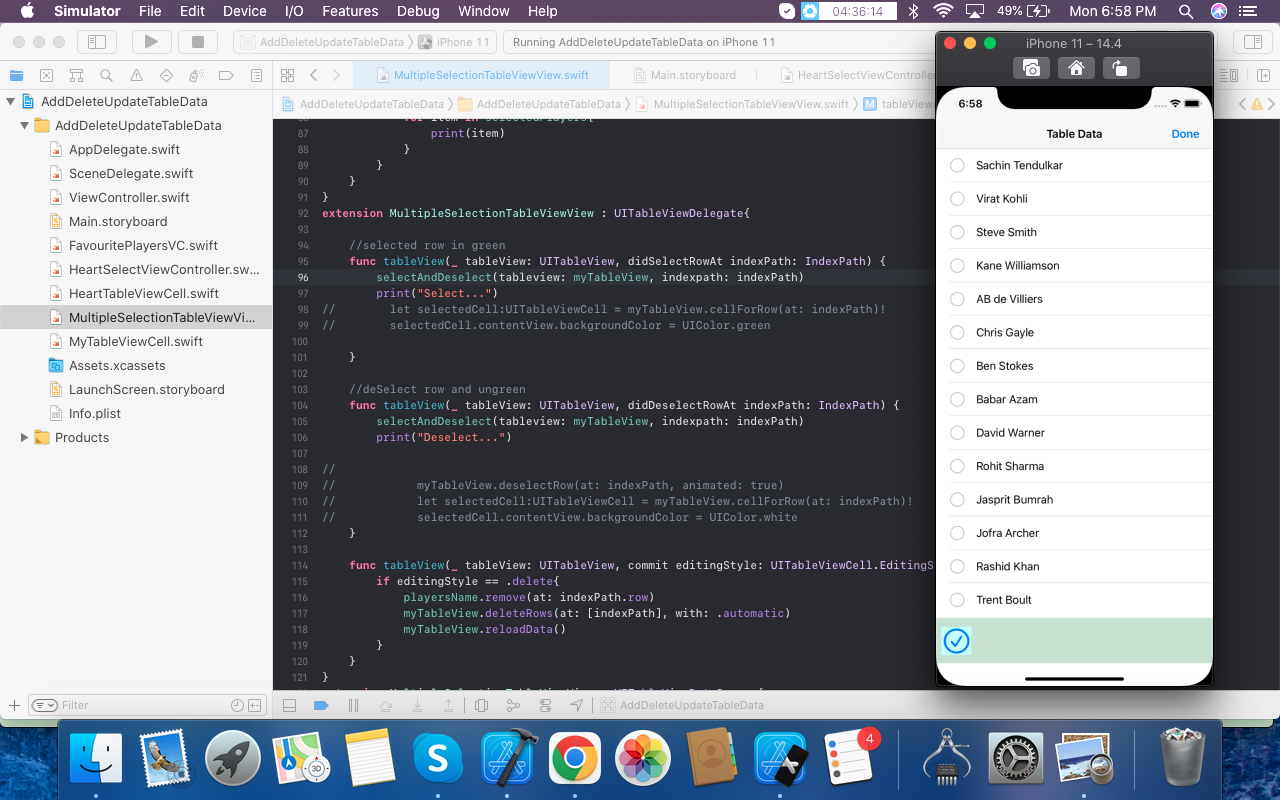 Simulator File Edit Device I/O Features Debug Window Help 04:36:14 49% Mon 6:58 PM
AddDeleteUpdateTableData iPhone 11 Running AddDeleteUpdateTableData on iPhone 11
MultipleSelectionTableViewView.swift Main.storyboard HeartSelectViewController
AddDeleteUpdateTableData AddDeleteUpdateTableData MultipleSelectionTableViewView.swift M tableView
AddDeleteUpdateTableData
AddDeleteUpdateTableData
AppDelegate.swift
SceneDelegate.swift
ViewController.swift
Main.storyboard
FavouritePlayersVC.swift
HeartSelectViewController.sw...
HeartTableViewCell.swift
MultipleSelectionTableViewVi...
MyTableViewCell.swift
Assets.xcassets
LaunchScreen.storyboard
Info.plist
Products
Filter
86 for item in selectedPlayers{
87 print(item)
88 }
89 }
90 }
91 }
92 extension MultipleSelectionTableViewView : UITableViewDelegate{
93
94 //selected row in green
95 func tableView(_ tableView: UITableView, didSelectRowAt indexPath: IndexPath) {
96 selectAndDeselect(tableview: myTableView, indexpath: indexPath)
97 print("Select...")
98 // let selectedCell:UITableViewCell = myTableView.cellForRow(at: indexPath)!
99 // selectedCell.contentView.backgroundColor = UIColor.green
100
101 }
102
103 //deSelect row and ungreen
104 func tableView(_ tableView: UITableView, didDeselectRowAt indexPath: IndexPath) {
105 selectAndDeselect(tableview: myTableView, indexpath: indexPath)
106 print("Deselect...")
107
108 //
109 // myTableView.deselectRow(at: indexPath, animated: true)
110 // let selectedCell:UITableViewCell = myTableView.cellForRow(at: indexPath)!
111 // selectedCell.contentView.backgroundColor = UIColor.white
112 }
113
114 func tableView(_ tableView: UITableView, commit editingStyle: UITableViewCell.EditingS
115 if editingStyle == .delete{
116 playersName.remove(at: indexPath.row)
117 myTableView.deleteRows(at: [indexPath], with: .automatic)
118 myTableView.reloadData()
119 }
120 }
121 }
AddDeleteUpdateTableData
iPhone 11 – 14.4
6:58
Table Data Done
Sachin Tendulkar
Virat Kohli
Steve Smith
Kane Williamson
AB de Villiers
Chris Gayle
Ben Stokes
Babar Azam
David Warner
Rohit Sharma
Jasprit Bumrah
Jofra Archer
Rashid Khan
Trent Boult
3D
S
4